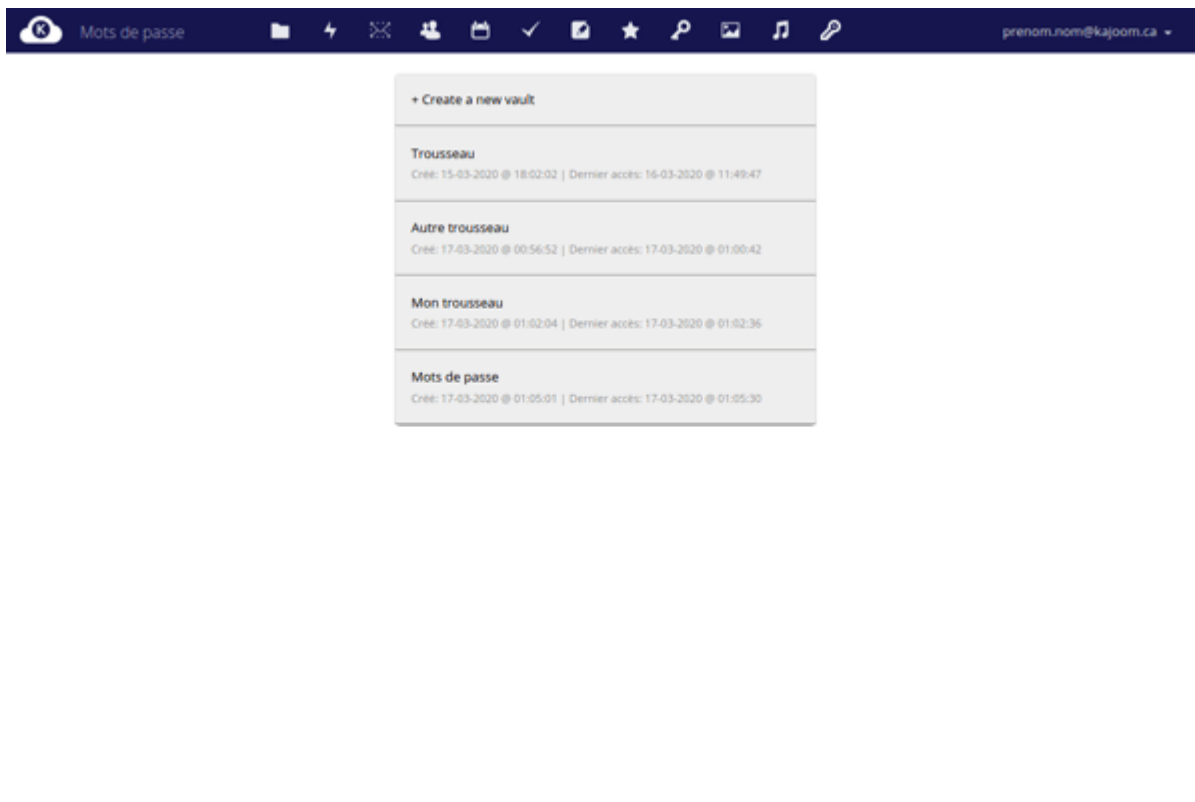 K
Mots de passe
prenom.nom@kajoom.ca
+ Create a new vault
Trousseau
Créé: 15-03-2020 @ 18:02:02 | Dernier accès: 16-03-2020 @ 11:49:47
Autre trousseau
Créé: 17-03-2020 @ 00:56:52 | Dernier accès: 17-03-2020 @ 01:00:42
Mon trousseau
Créé: 17-03-2020 @ 01:02:04 | Dernier accès: 17-03-2020 @ 01:02:36
Mots de passe
Créé: 17-03-2020 @ 01:05:01 | Dernier accès: 17-03-2020 @ 01:05:30